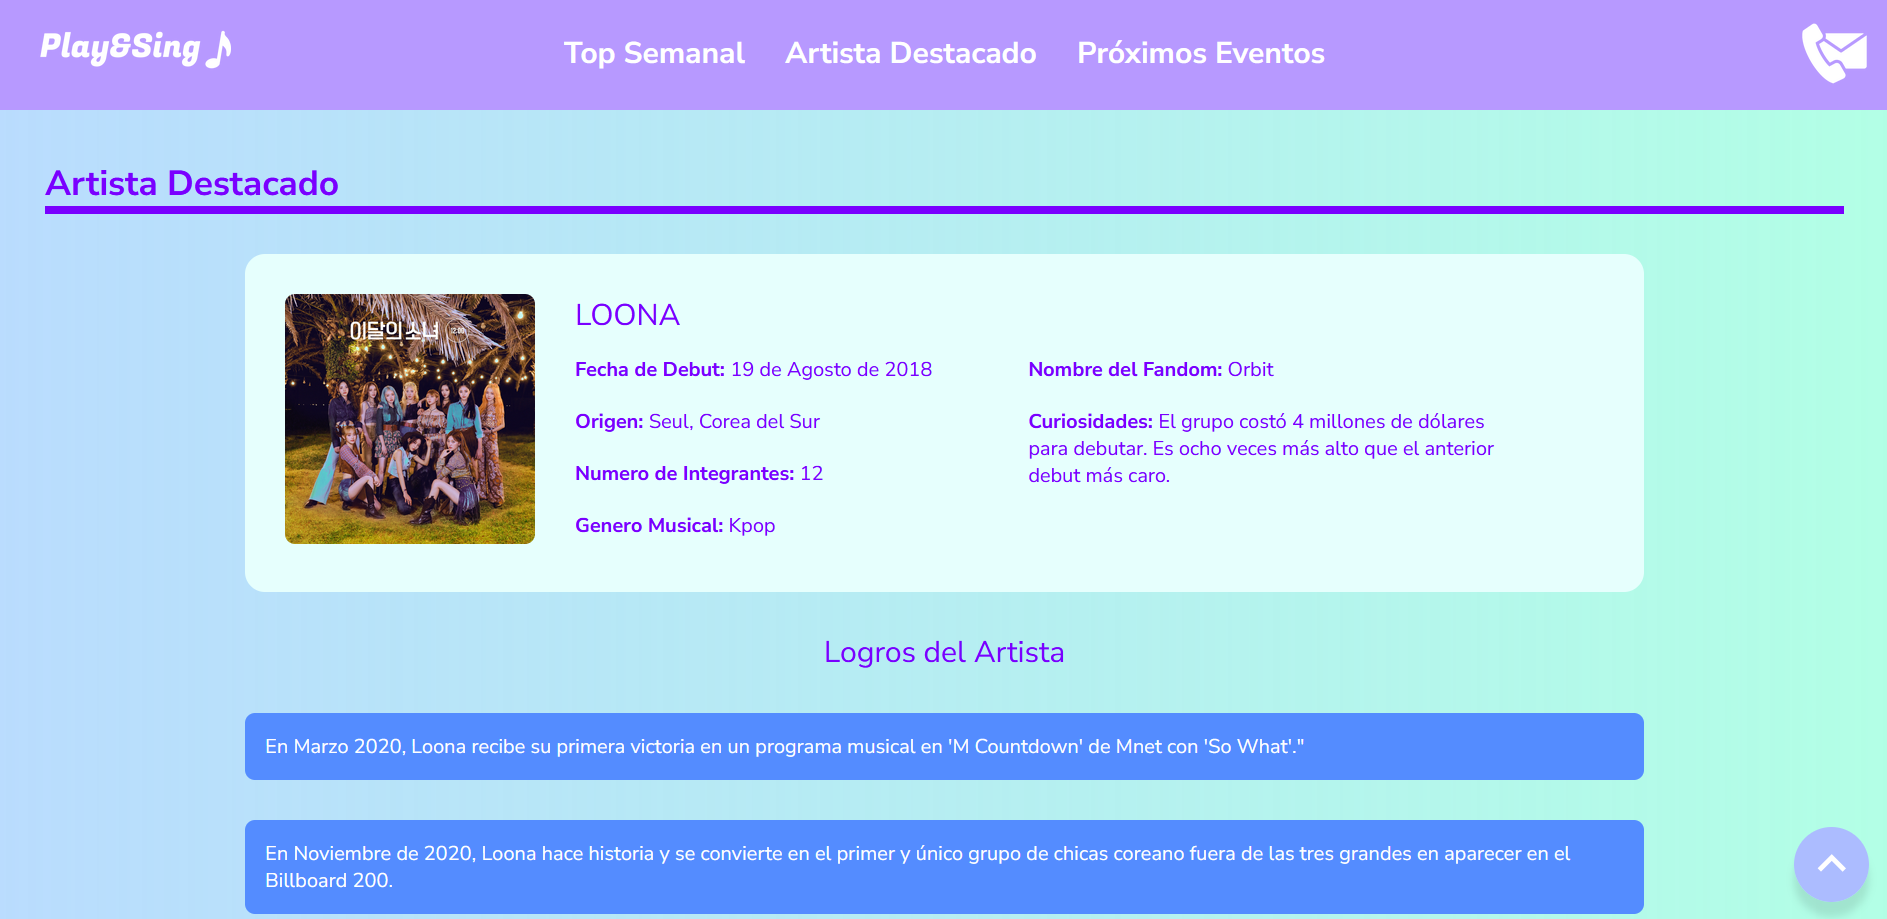 Play&Sing
Top Semanal
Artista Destacado
Próximos Eventos
Artista Destacado
이달의 소녀
12:00
LOONA
Fecha de Debut: 19 de Agosto de 2018
Origen: Seul, Corea del Sur
Numero de Integrantes: 12
Genero Musical: Kpop
Nombre del Fandom: Orbit
Curiosidades: El grupo costó 4 millones de dólares
para debutar. Es ocho veces más alto que el anterior
debut más caro.
Logros del Artista
En Marzo 2020, Loona recibe su primera victoria en un programa musical en 'M Countdown' de Mnet con 'So What'."
En Noviembre de 2020, Loona hace historia y se convierte en el primer y único grupo de chicas coreano fuera de las tres grandes en aparecer en el
Billboard 200.